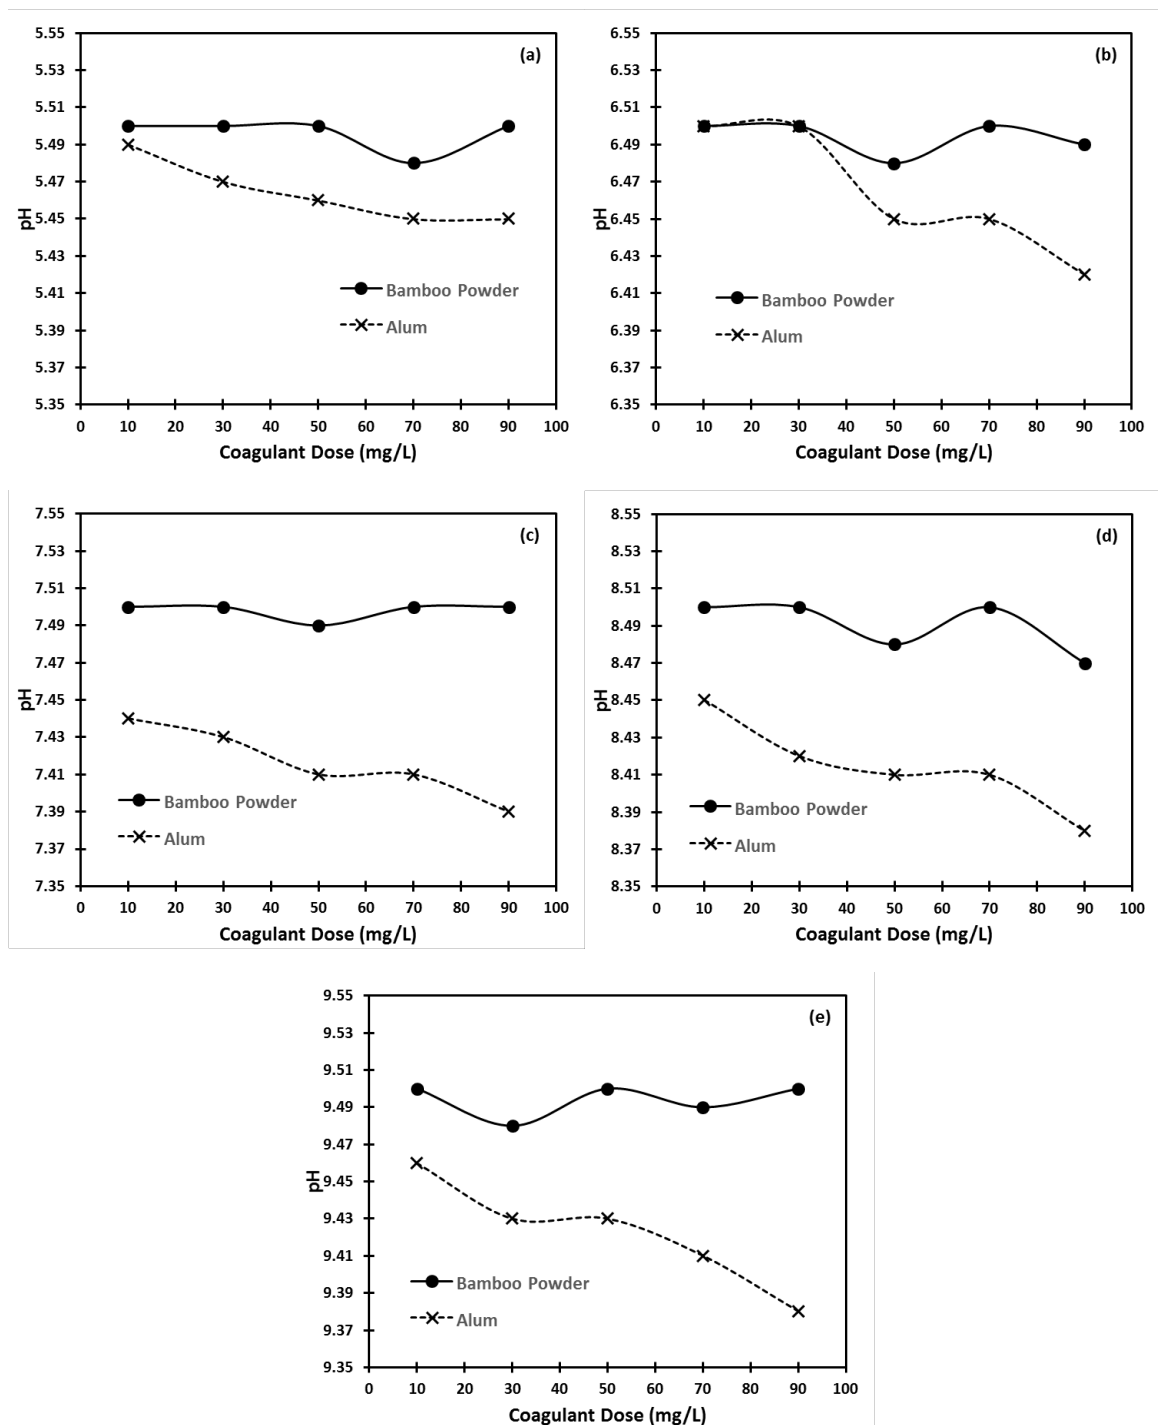 (a)
5.55
5.53
5.51
5.49
5.47
5.45
5.43
5.41
5.39
5.37
5.35
pH
Bamboo Powder
Alum
0 10 20 30 40 50 60 70 80 90 100
Coagulant Dose (mg/L)
(b)
6.55
6.53
6.51
6.49
6.47
6.45
6.43
6.41
6.39
6.37
6.35
pH
Bamboo Powder
Alum
0 10 20 30 40 50 60 70 80 90 100
Coagulant Dose (mg/L)
(c)
7.55
7.53
7.51
7.49
7.47
7.45
7.43
7.41
7.39
7.37
7.35
pH
Bamboo Powder
Alum
0 10 20 30 40 50 60 70 80 90 100
Coagulant Dose (mg/L)
(d)
8.55
8.53
8.51
8.49
8.47
8.45
8.43
8.41
8.39
8.37
8.35
pH
Bamboo Powder
Alum
0 10 20 30 40 50 60 70 80 90 100
Coagulant Dose (mg/L)
(e)
9.55
9.53
9.51
9.49
9.47
9.45
9.43
9.41
9.39
9.37
9.35
pH
Bamboo Powder
Alum
0 10 20 30 40 50 60 70 80 90 100
Coagulant Dose (mg/L)